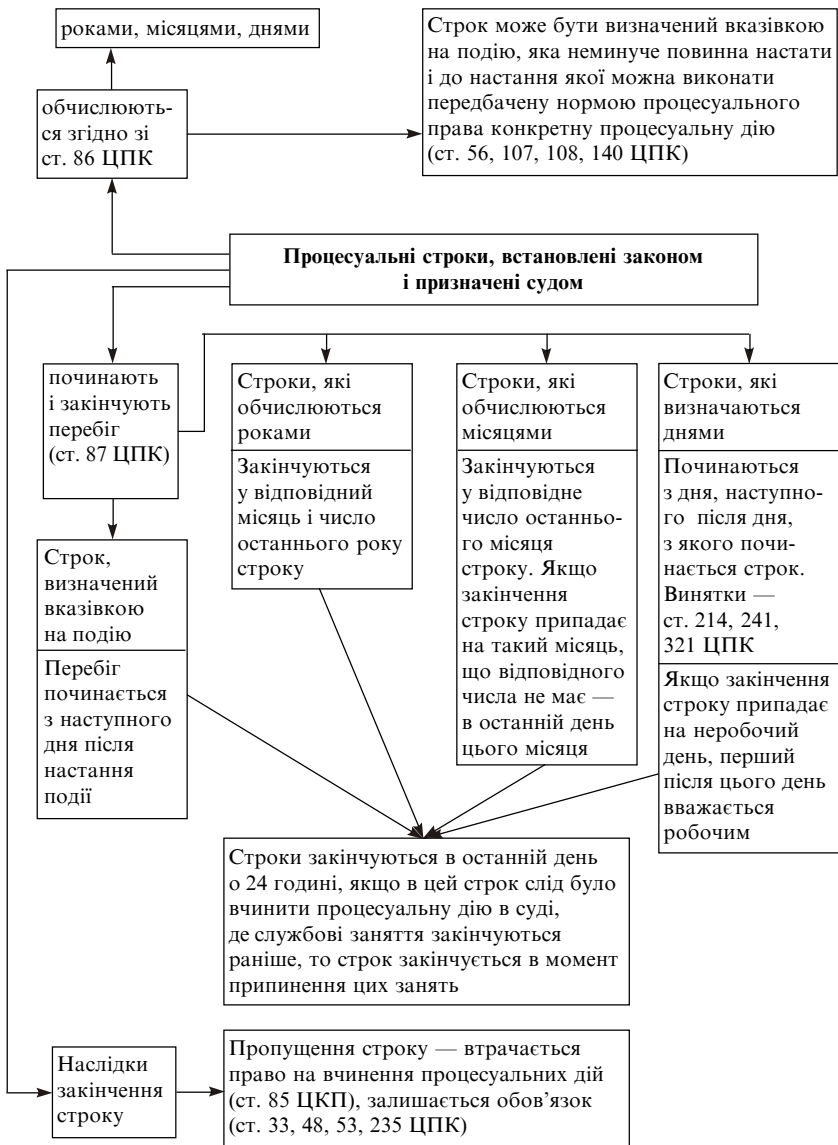 роками, місяцями, днями
Строк може бути визначений вказівкою
на подію, яка неминуче повинна настати
і до настання якої можна виконати
передбачену нормою процесуального
права конкретну процесуальну дію
(ст. 56, 107, 108, 140 ЦПК)
обчислюють-
ся згідно зі
ст. 86 ЦПК
Процесуальні строки, встановлені законом
і призначені судом
починають
і закінчують
перебіг
(ст. 87 ЦПК)
Строки, які
обчислюються
роками
Закінчуються
у відповідний
місяць і число
останнього року
строку
Строки, які
обчислюються
місяцями
Закінчуються
у відповідне
число останньо-
го місяця
строку. Якщо
закінчення
строку припадає
на такий місяць,
що відповідного
числа не має —
в останній день
цього місяця
Строки, які
визначаються
днями
Починаються
з дня, наступно-
го після дня,
з якого почи-
нається строк.
Винятки —
ст. 214, 241,
321 ЦПК
Якщо закінчення
строку припадає
на неробочий
день, перший
після цього день
вважається
робочим
Строк,
визначений
вказівкою
на подію
Перебіг
починається
з наступного
дня після
настання
події
Строки закінчуються в останній день
о 24 годині, якщо в цей строк слід було
вчинити процесуальну дію в суді,
де службові заняття закінчуються
раніше, то строк закінчується в момент
припинення цих занять
Наслідки
закінчення
строку
Пропущення строку — втрачається
право на вчинення процесуальних дій
(ст. 85 ЦКП), залишається обов’язок
(ст. 33, 48, 53, 235 ЦПК)